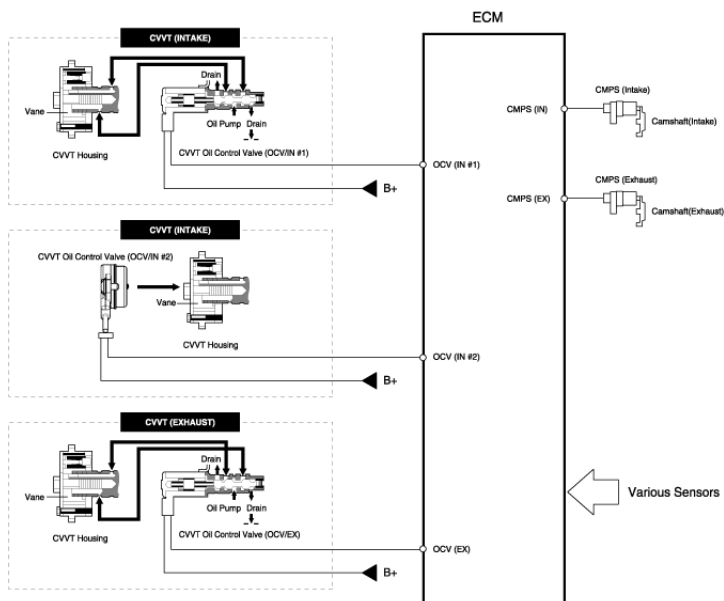 ECM
CVVT (INTAKE)
Drain
Vane
Oil Pump
Drain
CVVT Oil Control Valve (OCV/IN #1)
CVVT Housing
B+
OCV (IN #1)
CMPS (IN)
CMPS (Intake)
Camshaft(Intake)
CMPS (EX)
CMPS (Exhaust)
Camshaft(Exhaust)
CVVT (INTAKE)
CVVT Oil Control Valve (OCV/IN #2)
Vane
CVVT Housing
OCV (IN #2)
B+
CVVT (EXHAUST)
Drain
Vane
Oil Pump
Drain
CVVT Oil Control Valve (OCV/EX)
CVVT Housing
OCV (EX)
B+
Various Sensors